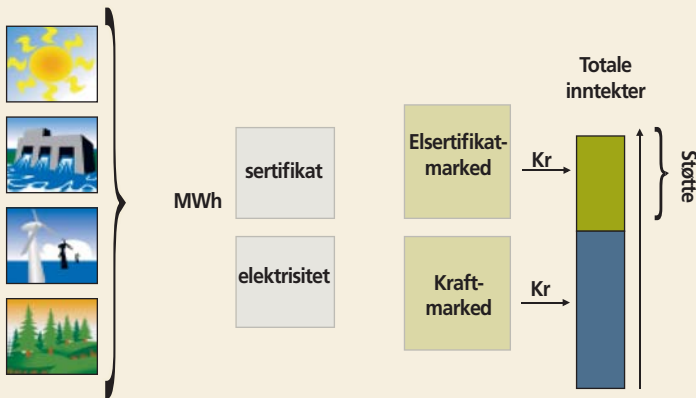 MWh
sertifikat
elektrisitet
Elsertifikat-
marked
Kraft-
marked
Kr
Kr
Totale
inntekter
Støtte